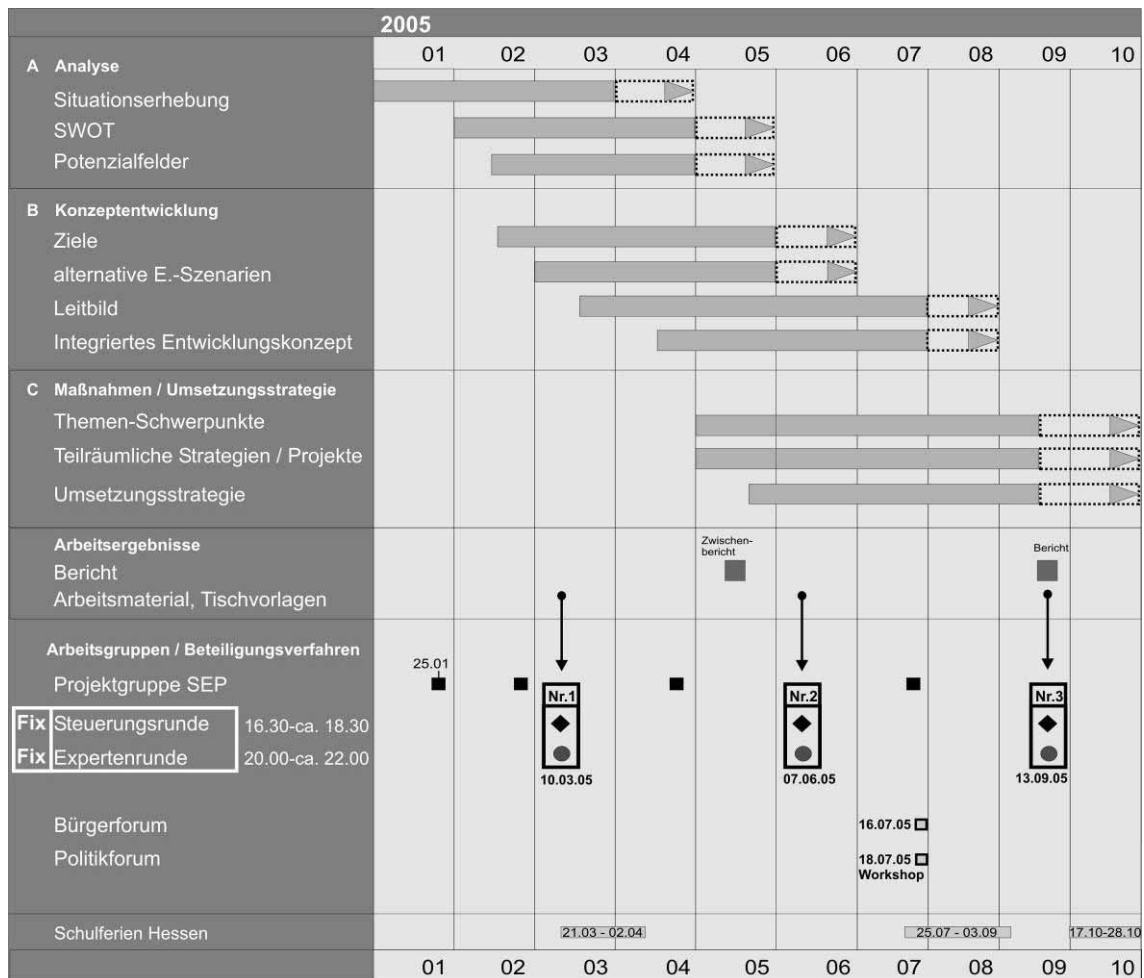 2005
01 02 03 04 05 06 07 08 09 10
A Analyse
Situationserhebung
SWOT
Potenzialfelder
B Konzeptentwicklung
Ziele
alternative E.-Szenarien
Leitbild
Integriertes Entwicklungskonzept
C Maßnahmen / Umsetzungsstrategie
Themen-Schwerpunkte
Teilräumliche Strategien / Projekte
Umsetzungsstrategie
Arbeitsergebnisse
Zwischen-
bericht
Bericht
Bericht
Arbeitsmaterial, Tischvorlagen
Arbeitsgruppen / Beteiligungsverfahren
25.01
Projektgruppe SEP
Nr.1 Nr.2 Nr.3
Fix Steuerungsrunde 16.30-ca. 18.30
Fix Expertenrunde 20.00-ca. 22.00
10.03.05 07.06.05 13.09.05
Bürgerforum 16.07.05
Politikforum 18.07.05
Workshop
Schulferien Hessen 21.03 - 02.04 25.07 - 03.09 17.10-28.10
01 02 03 04 05 06 07 08 09 10